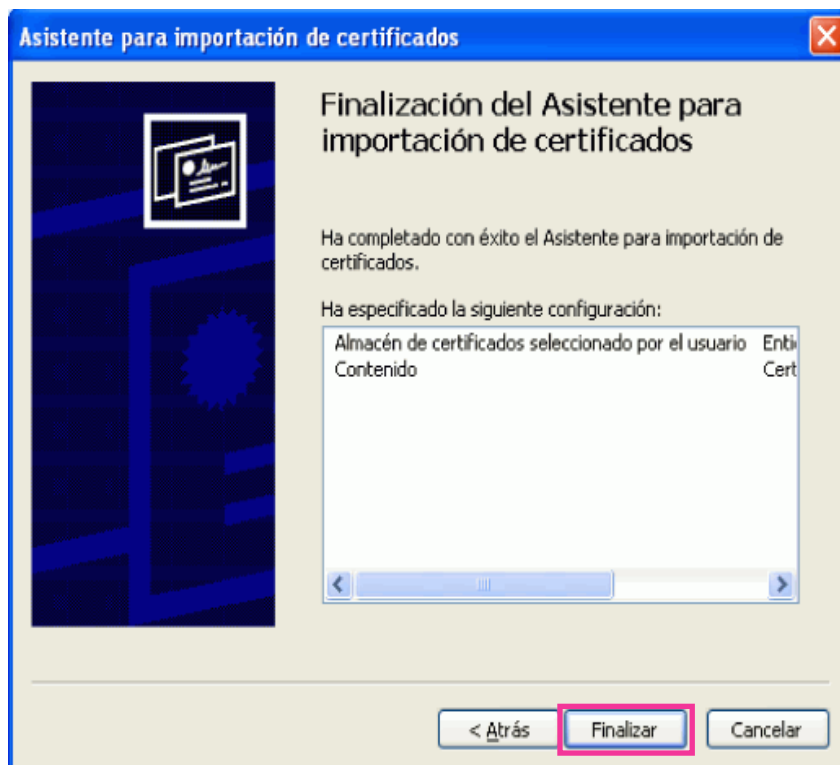 Asistente para importación de certificados
Finalización del Asistente para
importación de certificados
Ha completado con éxito el Asistente para importación de
certificados.
Ha especificado la siguiente configuración:
Almacén de certificados seleccionado por el usuario Enti
Contenido Cert
< Atrás Finalizar Cancelar